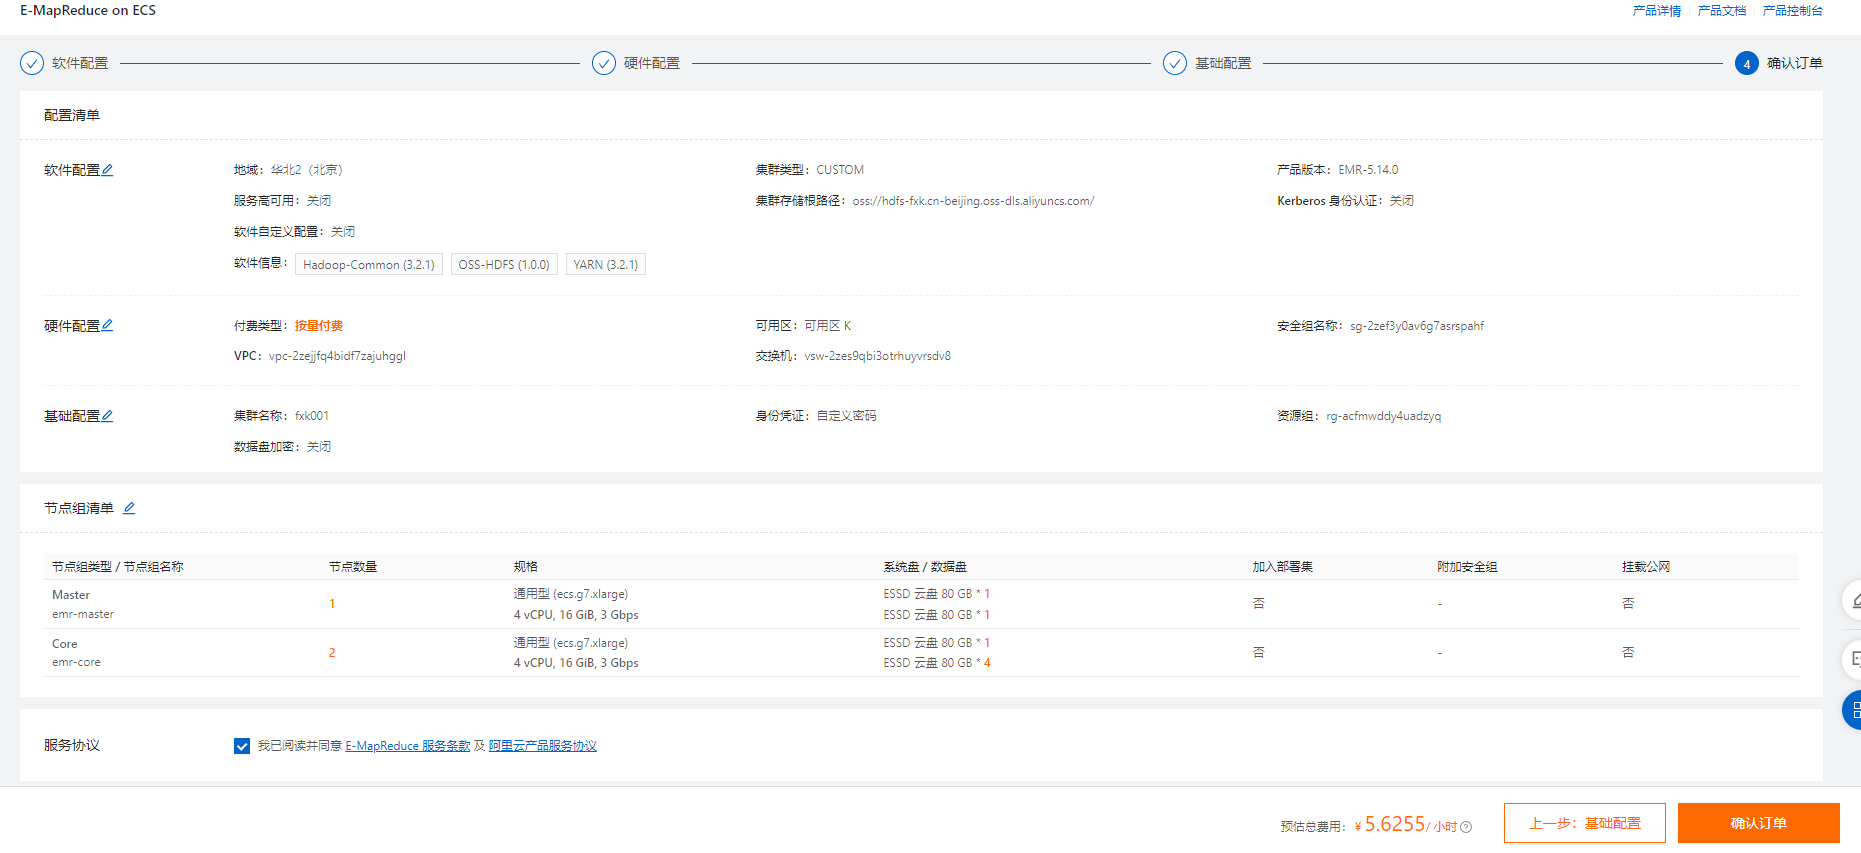 E-MapReduce on ECS
产品详情 产品文档 产品控制台
软件配置 硬件配置 基础配置 4 确认订单
配置清单
软件配置 地域：华北2（北京） 集群类型：CUSTOM 产品版本：EMR-5.14.0
服务高可用：关闭 集群存储根路径：oss://hdfs-fxk.cn-beijing.oss-dls.aliyuncs.com/ Kerberos 身份认证：关闭
软件自定义配置：关闭
软件信息：Hadoop-Common (3.2.1) OSS-HDFS (1.0.0) YARN (3.2.1)
硬件配置 付费类型：按量付费 可用区：可用区 K 安全组名称：sg-2zef3y0av6g7asrspahf
VPC：vpc-2zejjfq4bidf7zajuhggl 交换机：vsw-2zes9qbi3otrhuyvrsdv8
基础配置 集群名称：fxk001 身份凭证：自定义密码 资源组：rg-acfmwddy4uadzyq
数据盘加密：关闭
节点组清单
节点组类型 / 节点组名称 节点数量 规格 系统盘 / 数据盘 加入部署集 附加安全组 挂载公网
Master 1 通用型 (ecs.g7.xlarge) ESSD 云盘 80 GB * 1 否 - 否
emr-master 4 vCPU, 16 GiB, 3 Gbps ESSD 云盘 80 GB * 1
Core 2 通用型 (ecs.g7.xlarge) ESSD 云盘 80 GB * 1 否 - 否
emr-core 4 vCPU, 16 GiB, 3 Gbps ESSD 云盘 80 GB * 4
服务协议 我已阅读并同意 E-MapReduce 服务条款 及 阿里云产品服务协议
预估总费用：¥ 5.6255/ 小时 上一步：基础配置 确认订单